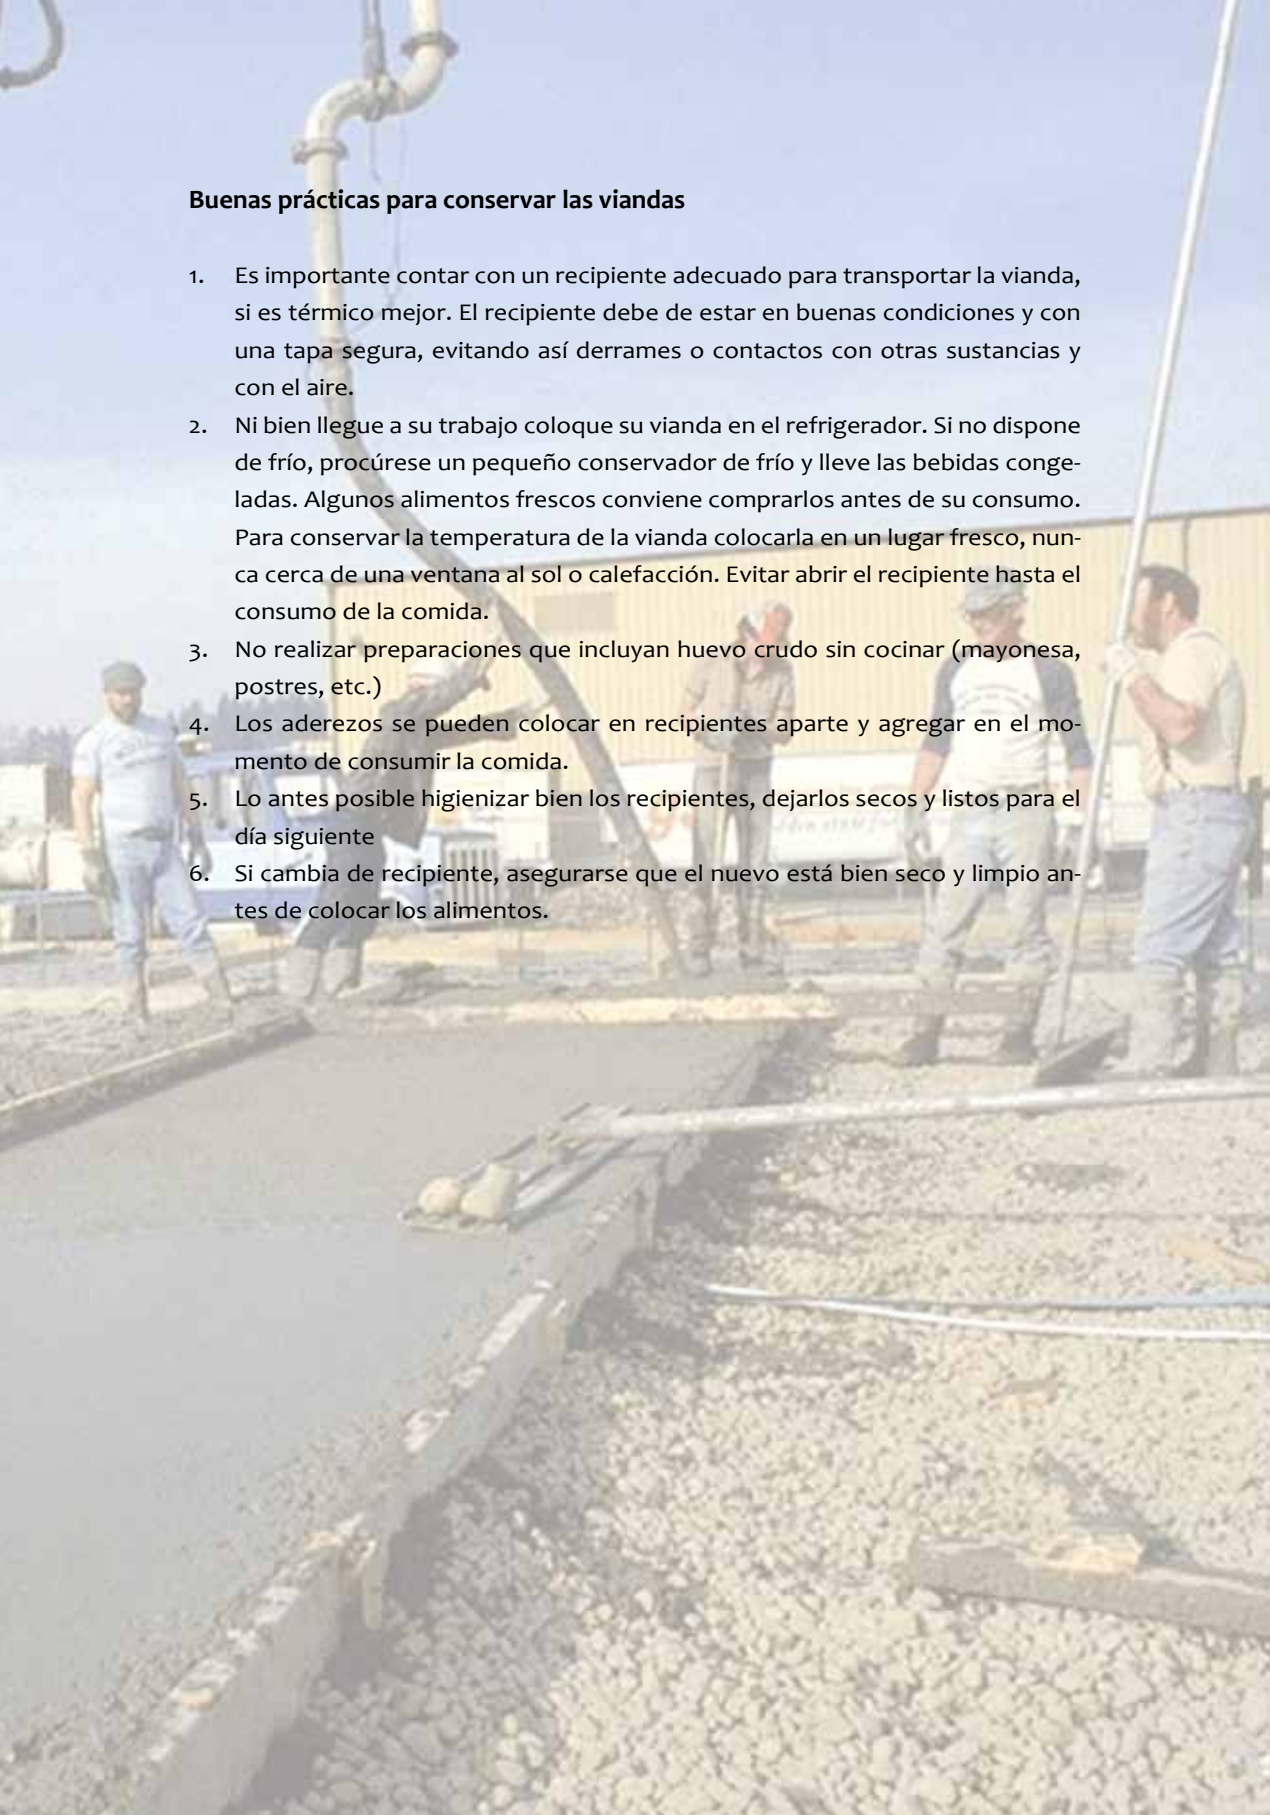 Buenas prácticas para conservar las viandas
1. Es importante contar con un recipiente adecuado para transportar la vianda,
si es térmico mejor. El recipiente debe de estar en buenas condiciones y con
una tapa segura, evitando así derrames o contactos con otras sustancias y
con el aire.
2. Ni bien llegue a su trabajo coloque su vianda en el refrigerador. Si no dispone
de frío, procúrese un pequeño conservador de frío y lleve las bebidas conge-
ladas. Algunos alimentos frescos conviene comprarlos antes de su consumo.
Para conservar la temperatura de la vianda colocarla en un lugar fresco, nun-
ca cerca de una ventana al sol o calefacción. Evitar abrir el recipiente hasta el
consumo de la comida.
3. No realizar preparaciones que incluyan huevo crudo sin cocinar (mayonesa,
postres, etc.)
4. Los aderezos se pueden colocar en recipientes aparte y agregar en el mo-
mento de consumir la comida.
5. Lo antes posible higienizar bien los recipientes, dejarlos secos y listos para el
día siguiente
6. Si cambia de recipiente, asegurarse que el nuevo está bien seco y limpio an-
tes de colocar los alimentos.